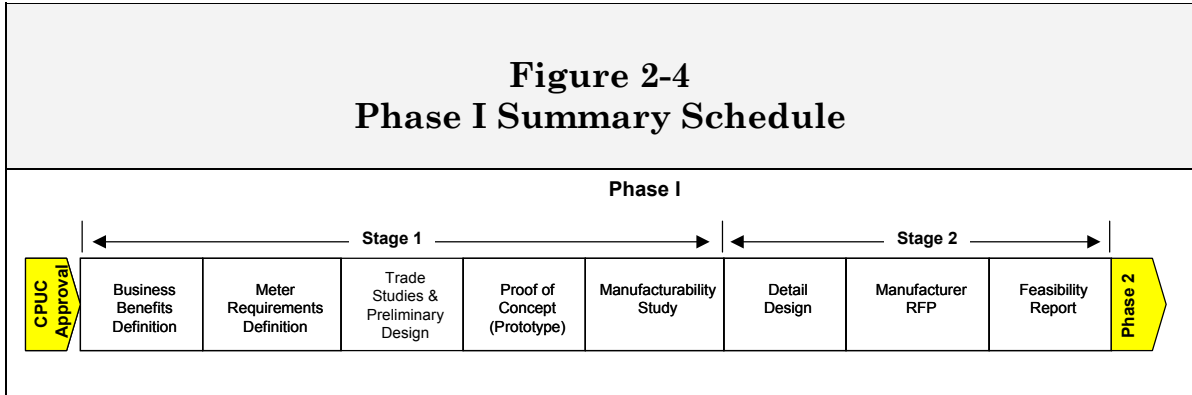 Figure 2-4
Phase I Summary Schedule
Phase I
Stage 1
Stage 2
CPUC
Approval
Business
Benefits
Definition
Meter
Requirements
Definition
Trade
Studies &
Preliminary
Design
Proof of
Concept
(Prototype)
Manufacturability
Study
Detail
Design
Manufacturer
RFP
Feasibility
Report
Phase 2